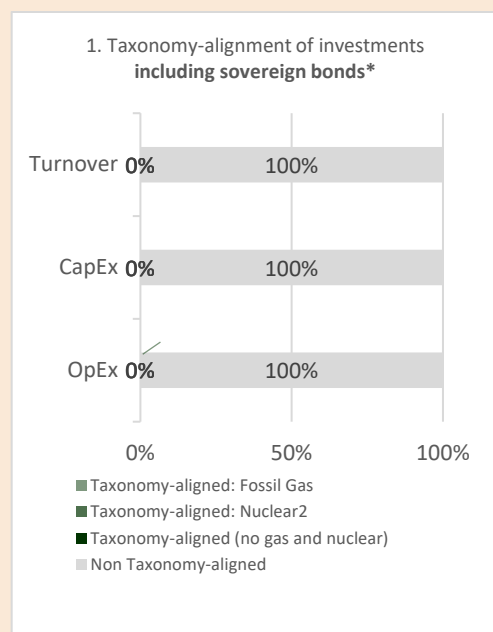 1. Taxonomy-alignment of investments
including sovereign bonds*
Turnover 0% 100%
CapEx 0% 100%
OpEx 0% 100%
0% 50% 100%
Taxonomy-aligned: Fossil Gas
Taxonomy-aligned: Nuclear2
Taxonomy-aligned (no gas and nuclear)
Non Taxonomy-aligned